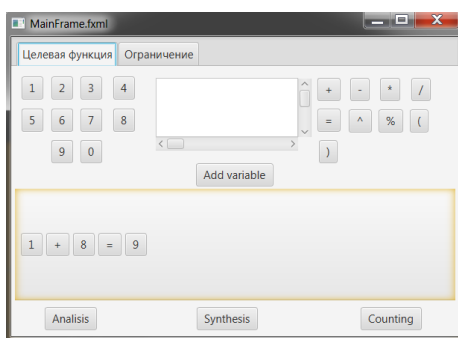 MainFrame.fxml
Целевая функция Ограничение
1 2 3 4 + - * /
5 6 7 8 = ^ % (
9 0 )
Add variable
1 + 8 = 9
Analisis Synthesis Counting